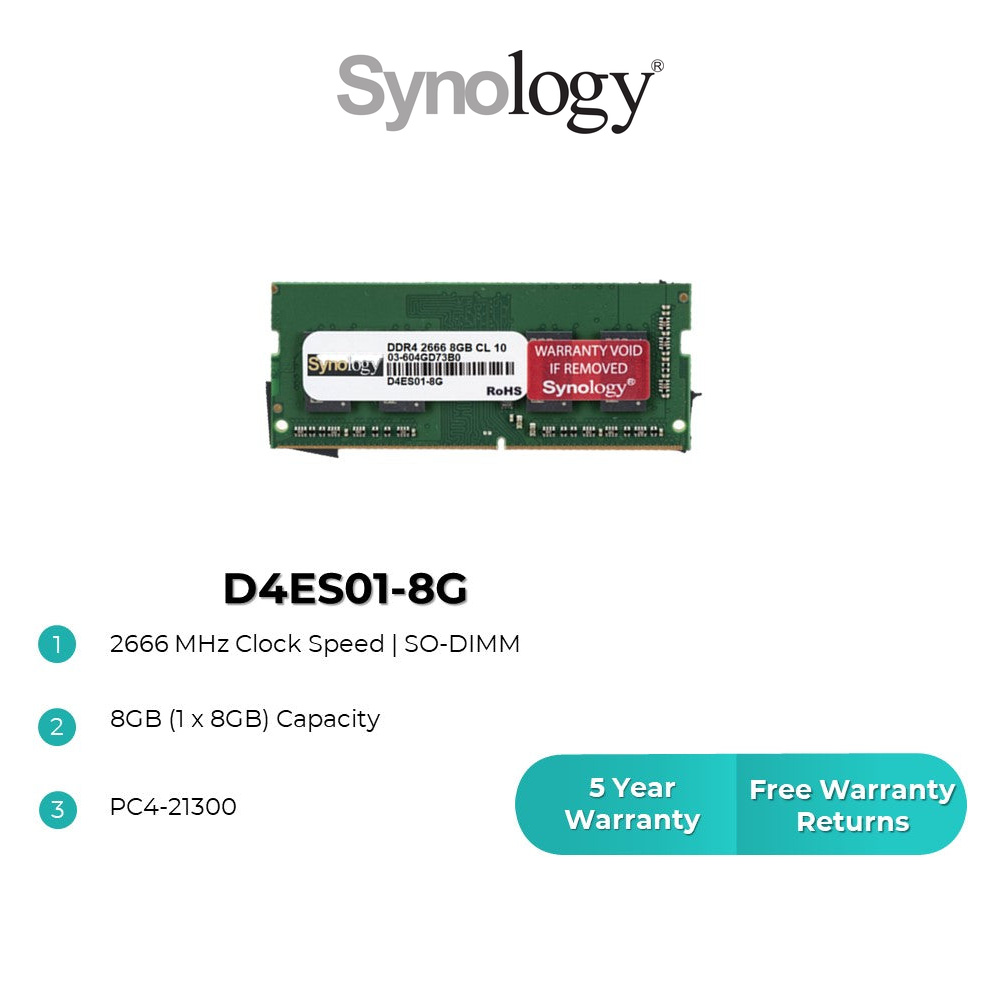 Synology®
DDR4 2666 8GB CL 10
03-604GD73B0
Synology
D4ES01-8G
RoHS
WARRANTY VOID
IF REMOVED
Synology®
D4ES01-8G
1 2666 MHz Clock Speed | SO-DIMM
2 8GB (1 x 8GB) Capacity
3 PC4-21300
5 Year
Warranty
Free Warranty
Returns